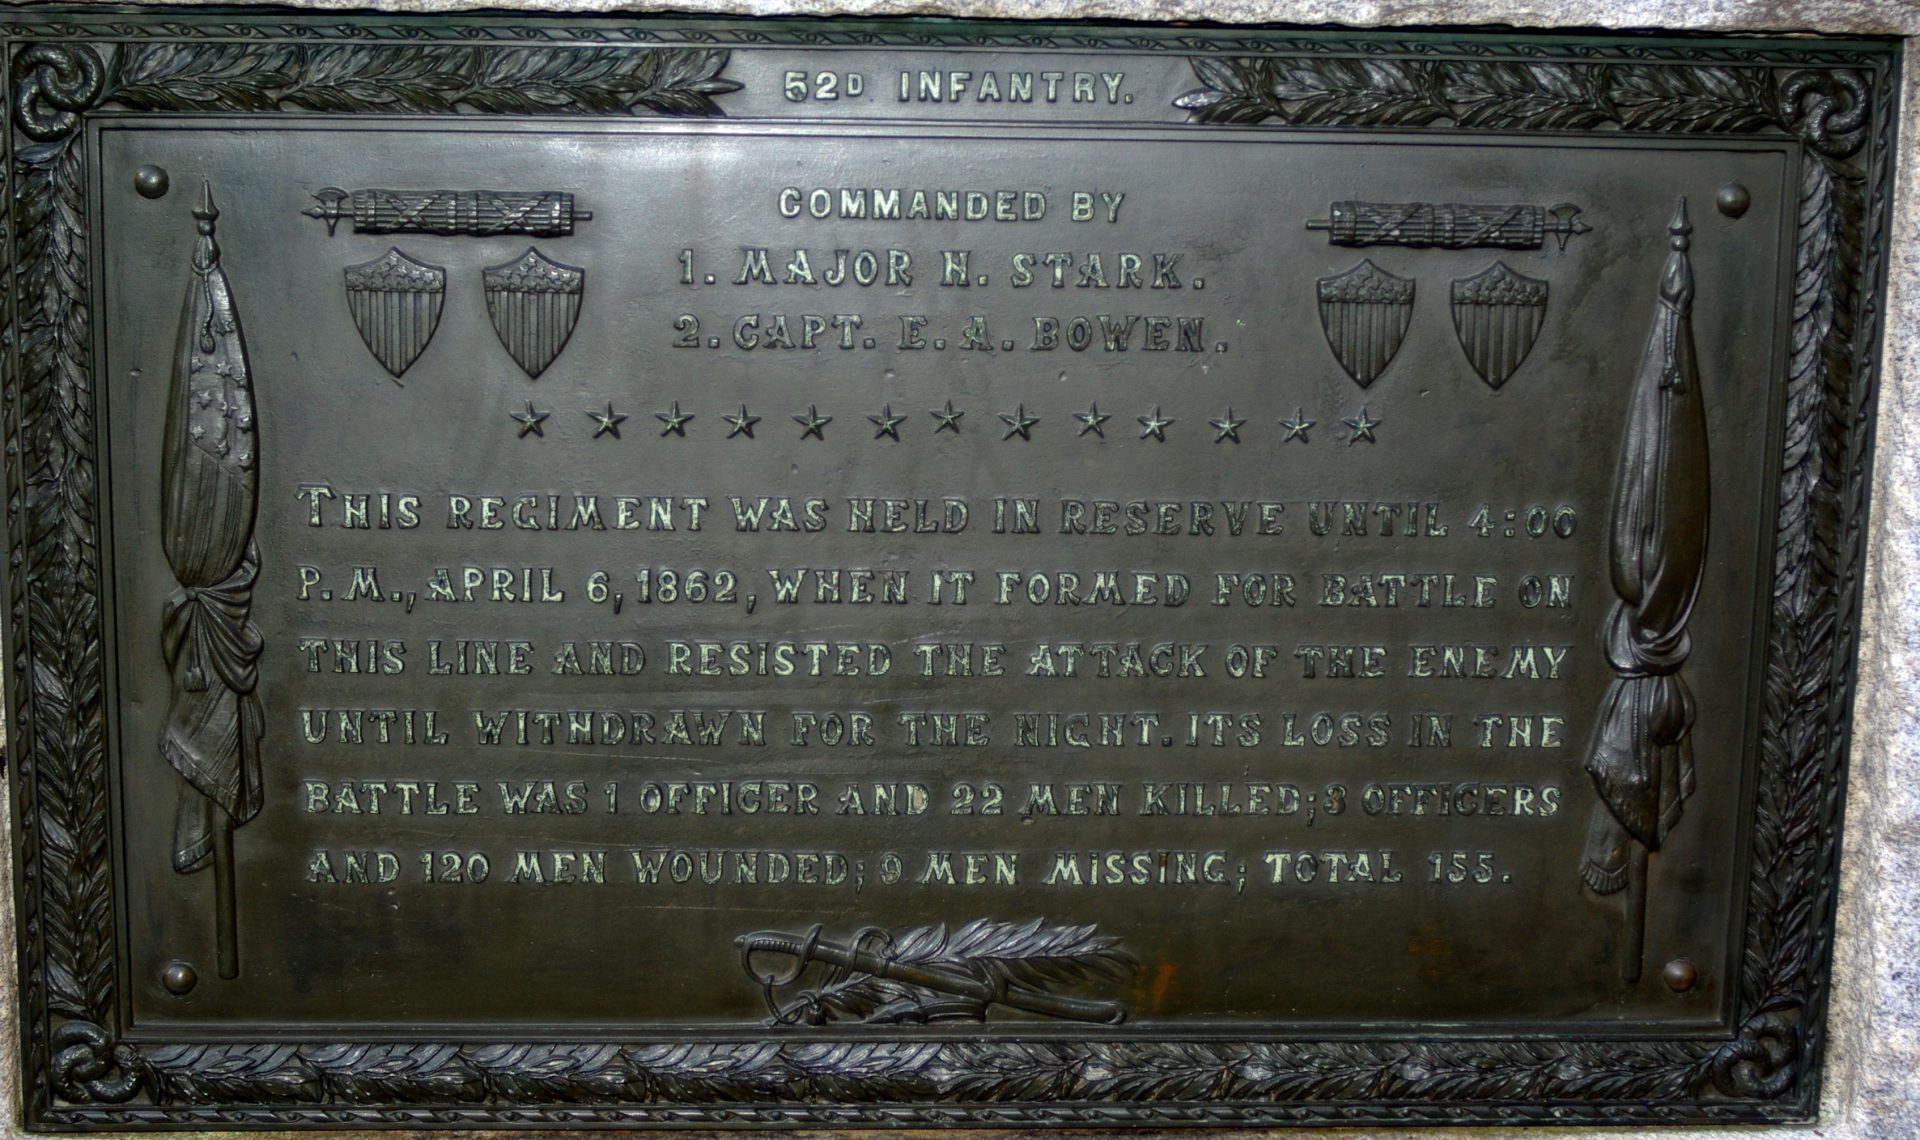 52D INFANTRY.
COMMANDED BY
1. MAJOR H. STARK.
2. CAPT. E. A. BOWEN.
THIS REGIMENT WAS HELD IN RESERVE UNTIL 4:00
P. M., APRIL 6, 1862, WHEN IT FORMED FOR BATTLE ON
THIS LINE AND RESISTED THE ATTACK OF THE ENEMY
UNTIL WITHDRAWN FOR THE NIGHT. ITS LOSS IN THE
BATTLE WAS 1 OFFICER AND 22 MEN KILLED; 3 OFFICERS
AND 120 MEN WOUNDED; 9 MEN MISSING; TOTAL 155.